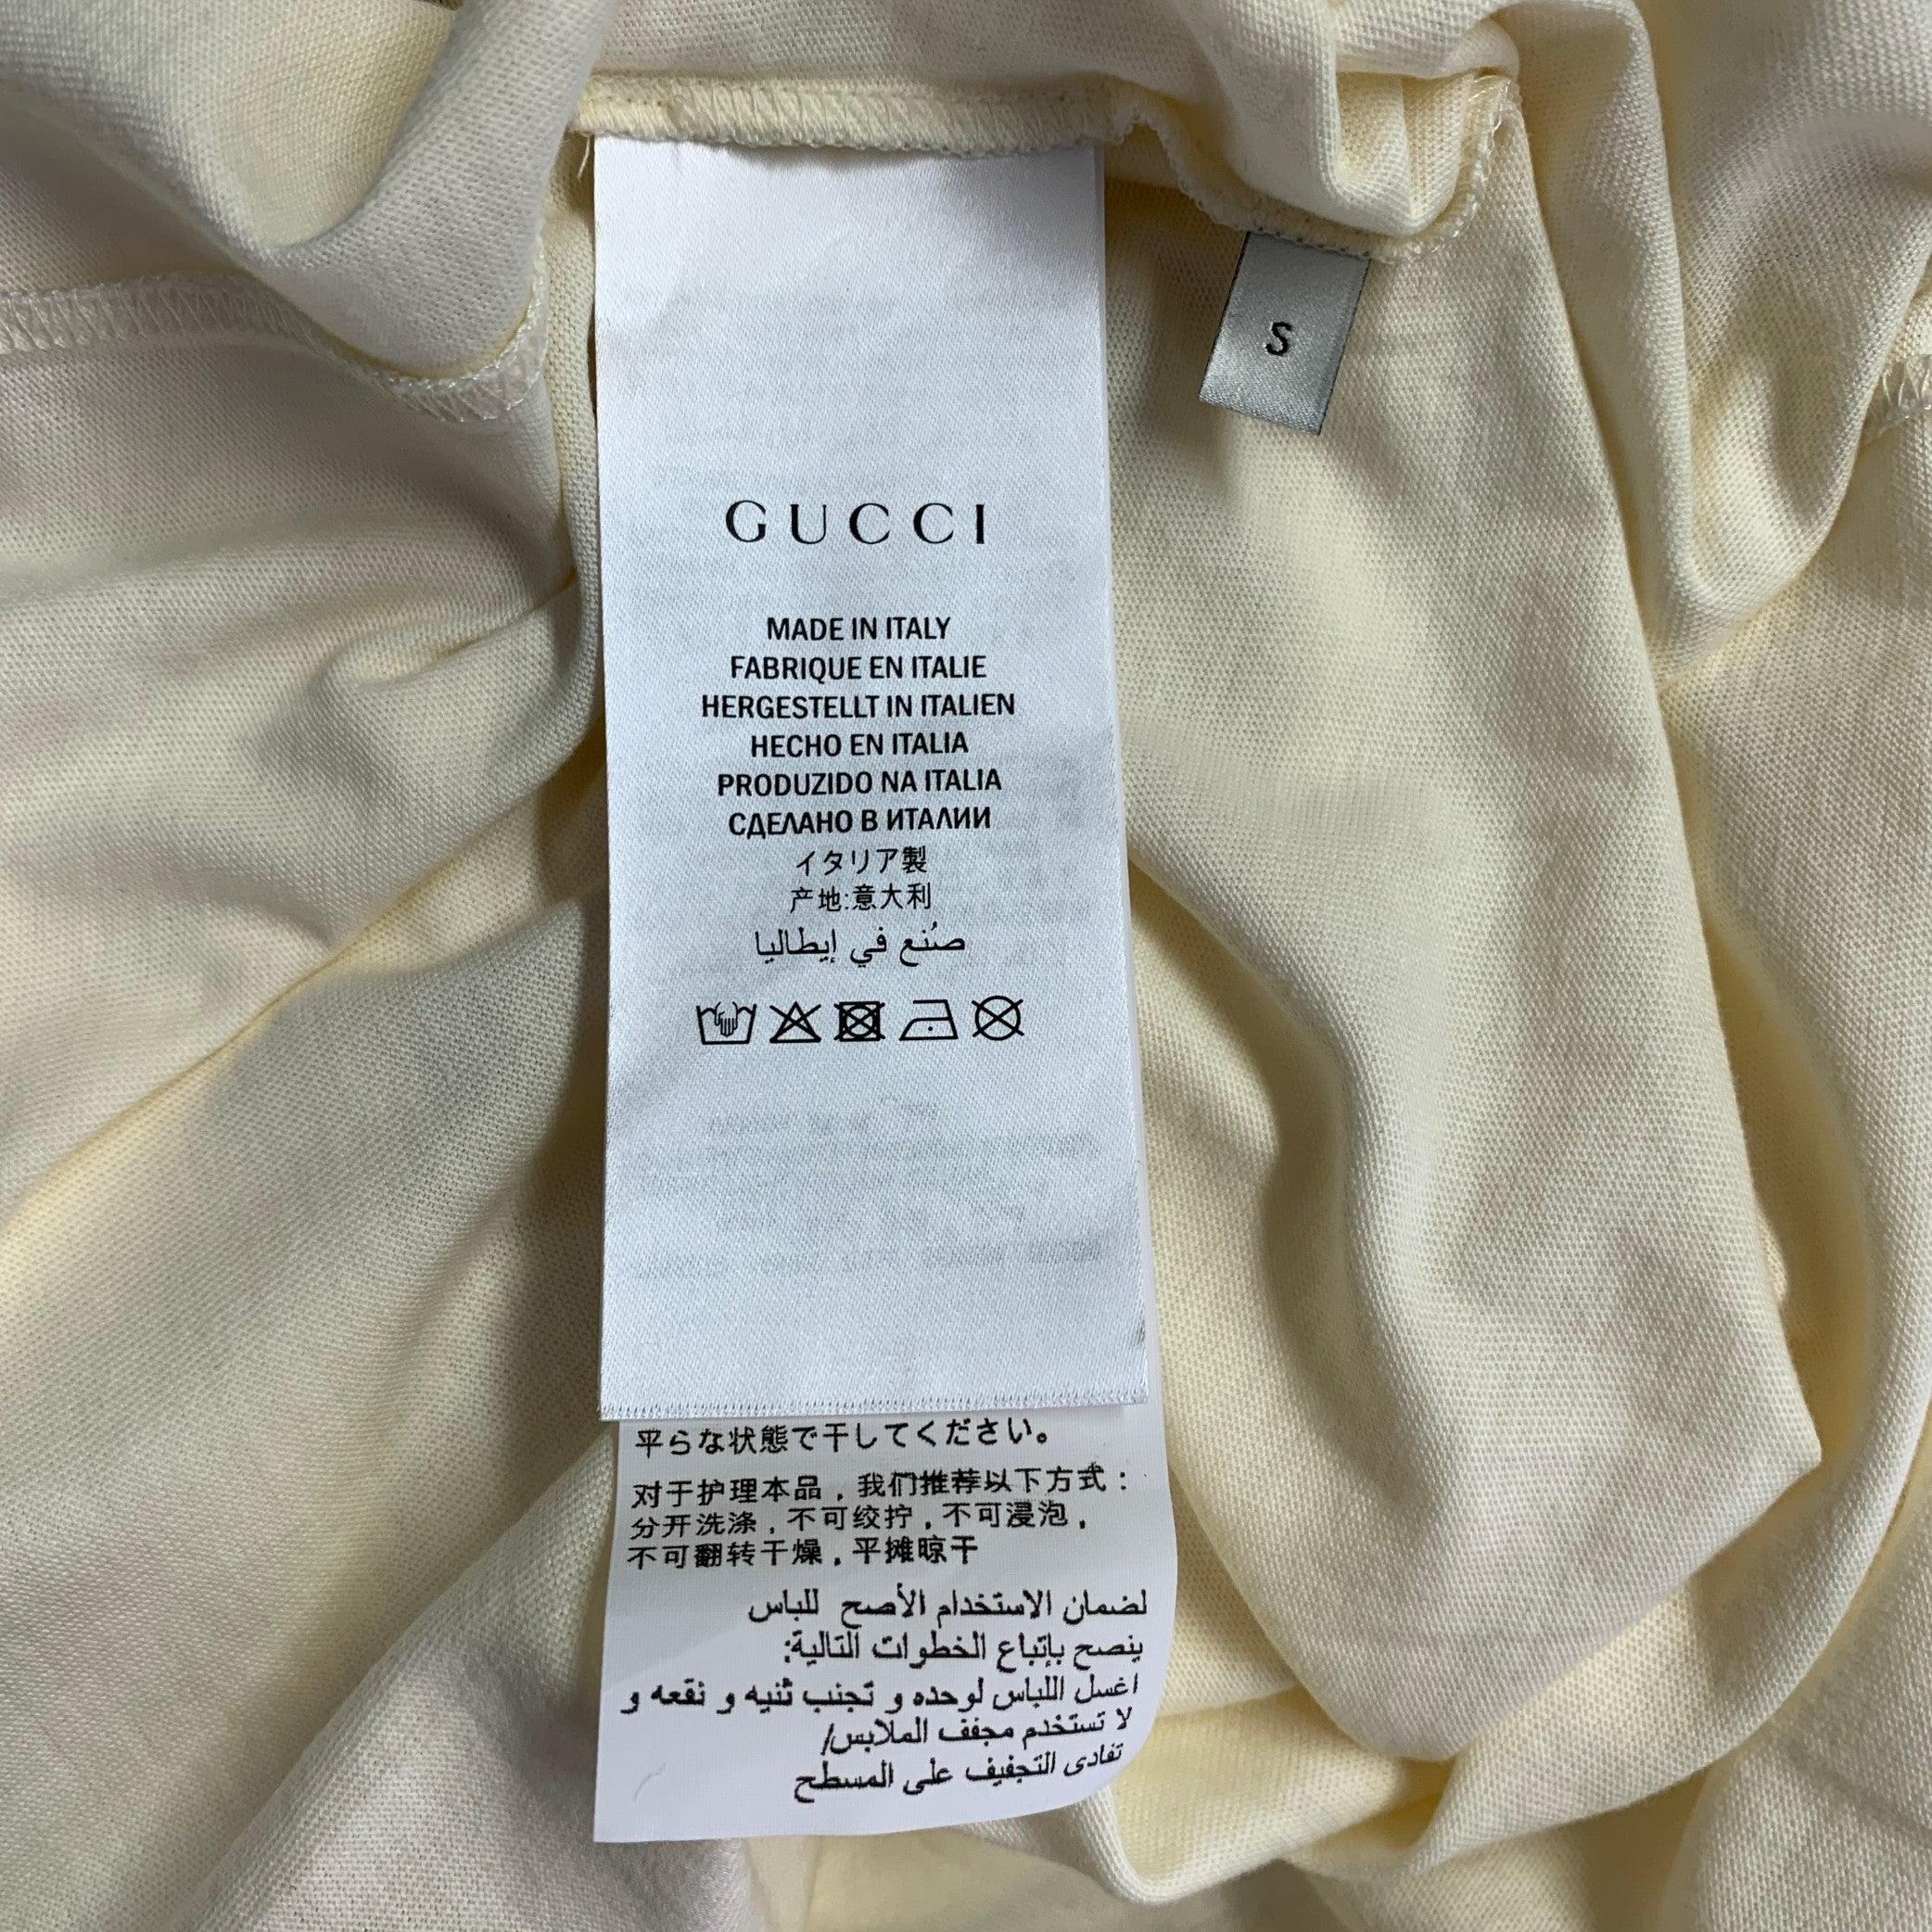 S
GUCCI
MADE IN ITALY
FABRIQUE EN ITALIE
HERGESTELLT IN ITALIEN
HECHO EN ITALIA
PRODUZIDO NA ITALIA
СДЕЛАНО В ИТАЛИИ
イタリア製
产地:意大利
صُنع في إيطاليا
平らな状態で干してください。
对于护理本品，我们推荐以下方式：
分开洗涤，不可绞拧，不可浸泡，
不可翻转干燥，平摊晾干
لضمان الاستخدام الأصح للباس
ينصح بإتباع الخطوات التالية:
اغسل اللباس لوحده و تجنب ثنيه و نقعه و
لا تستخدم مجفف الملابس/
تفادى التجفيف على المسطح